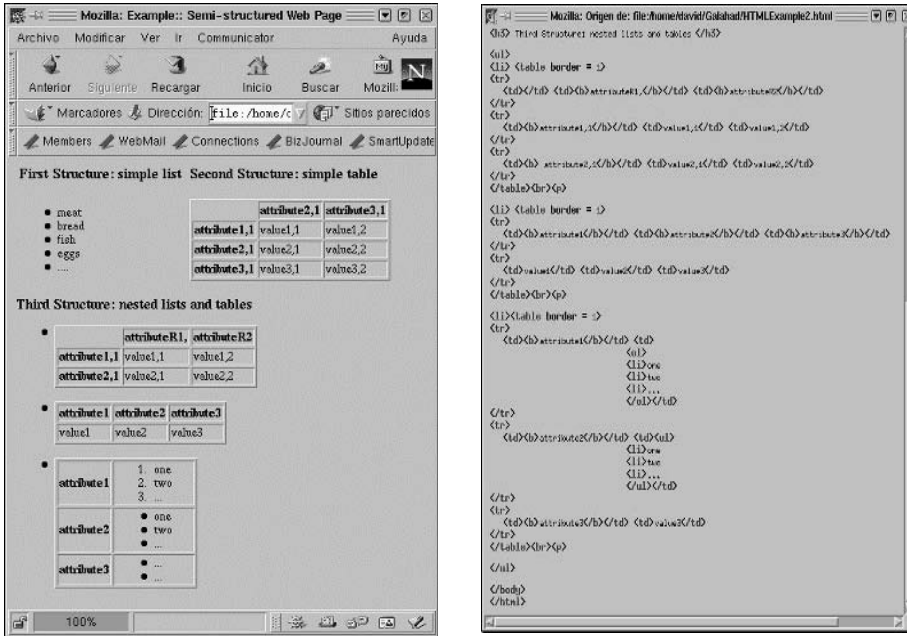 Mozilla: Example:: Semi-structured Web Page
Archivo Modificar Ver Ir Communicator Ayuda
Anterior Siguiente Recargar Inicio Buscar Mozill:
My
N
Marcadores Dirección: file:/home/d Sitios parecidos
Members WebMail Connections BizJournal SmartUpdate
First Structure: simple list Second Structure: simple table
meat
bread
fish
eggs
....
attribute2,1 attribute3,1
attribute1,1 value1,1 value1,2
attribute2,1 value2,1 value2,2
attribute3,1 value3,1 value3,2
Third Structure: nested lists and tables
attributeR1, attributeR2
attribute1,1 value1,1 value1,2
attribute2,1 value2,1 value2,2
attribute1 attribute2 attribute3
value1 value2 value3
attribute1
1. one
2. two
3. ...
attribute2
one
two
...
attribute3
...
...
100%
Mozilla: Origen de: file:/home/david/Galahad/HTMLExample2.html
<h3> Third Structure: nested lists and tables </h3>
<ul>
<li> <table border = 1>
<tr>
<td></td> <td><b>attributeR1,</b></td> <td><b>attributeR2</b></td>
</tr>
<tr>
<td><b>attribute1,1</b></td> <td>value1,1</td> <td>value1,2</td>
</tr>
<tr>
<td><b> attribute2,1</b></td> <td>value2,1</td> <td>value2,2</td>
</tr>
</table><br><p>
<li> <table border = 1>
<tr>
<td><b>attribute1</b></td> <td><b>attribute2</b></td> <td><b>attribute3</b></td>
</tr>
<tr>
<td>value1</td> <td>value2</td> <td>value3</td>
</tr>
</table><br><p>
<li><table border = 1>
<tr>
<td><b>attribute1</b></td> <td>
<ol>
<li>one
<li>two
<li>...
</ol></td>
</tr>
<tr>
<td><b>attribute2</b></td> <td><ul>
<li>one
<li>two
<li>...
</ul></td>
</tr>
<tr>
<td><b>attribute3</b></td> <td>value3</td>
</tr>
</table><br><p>
</ul>
</body>
</html>